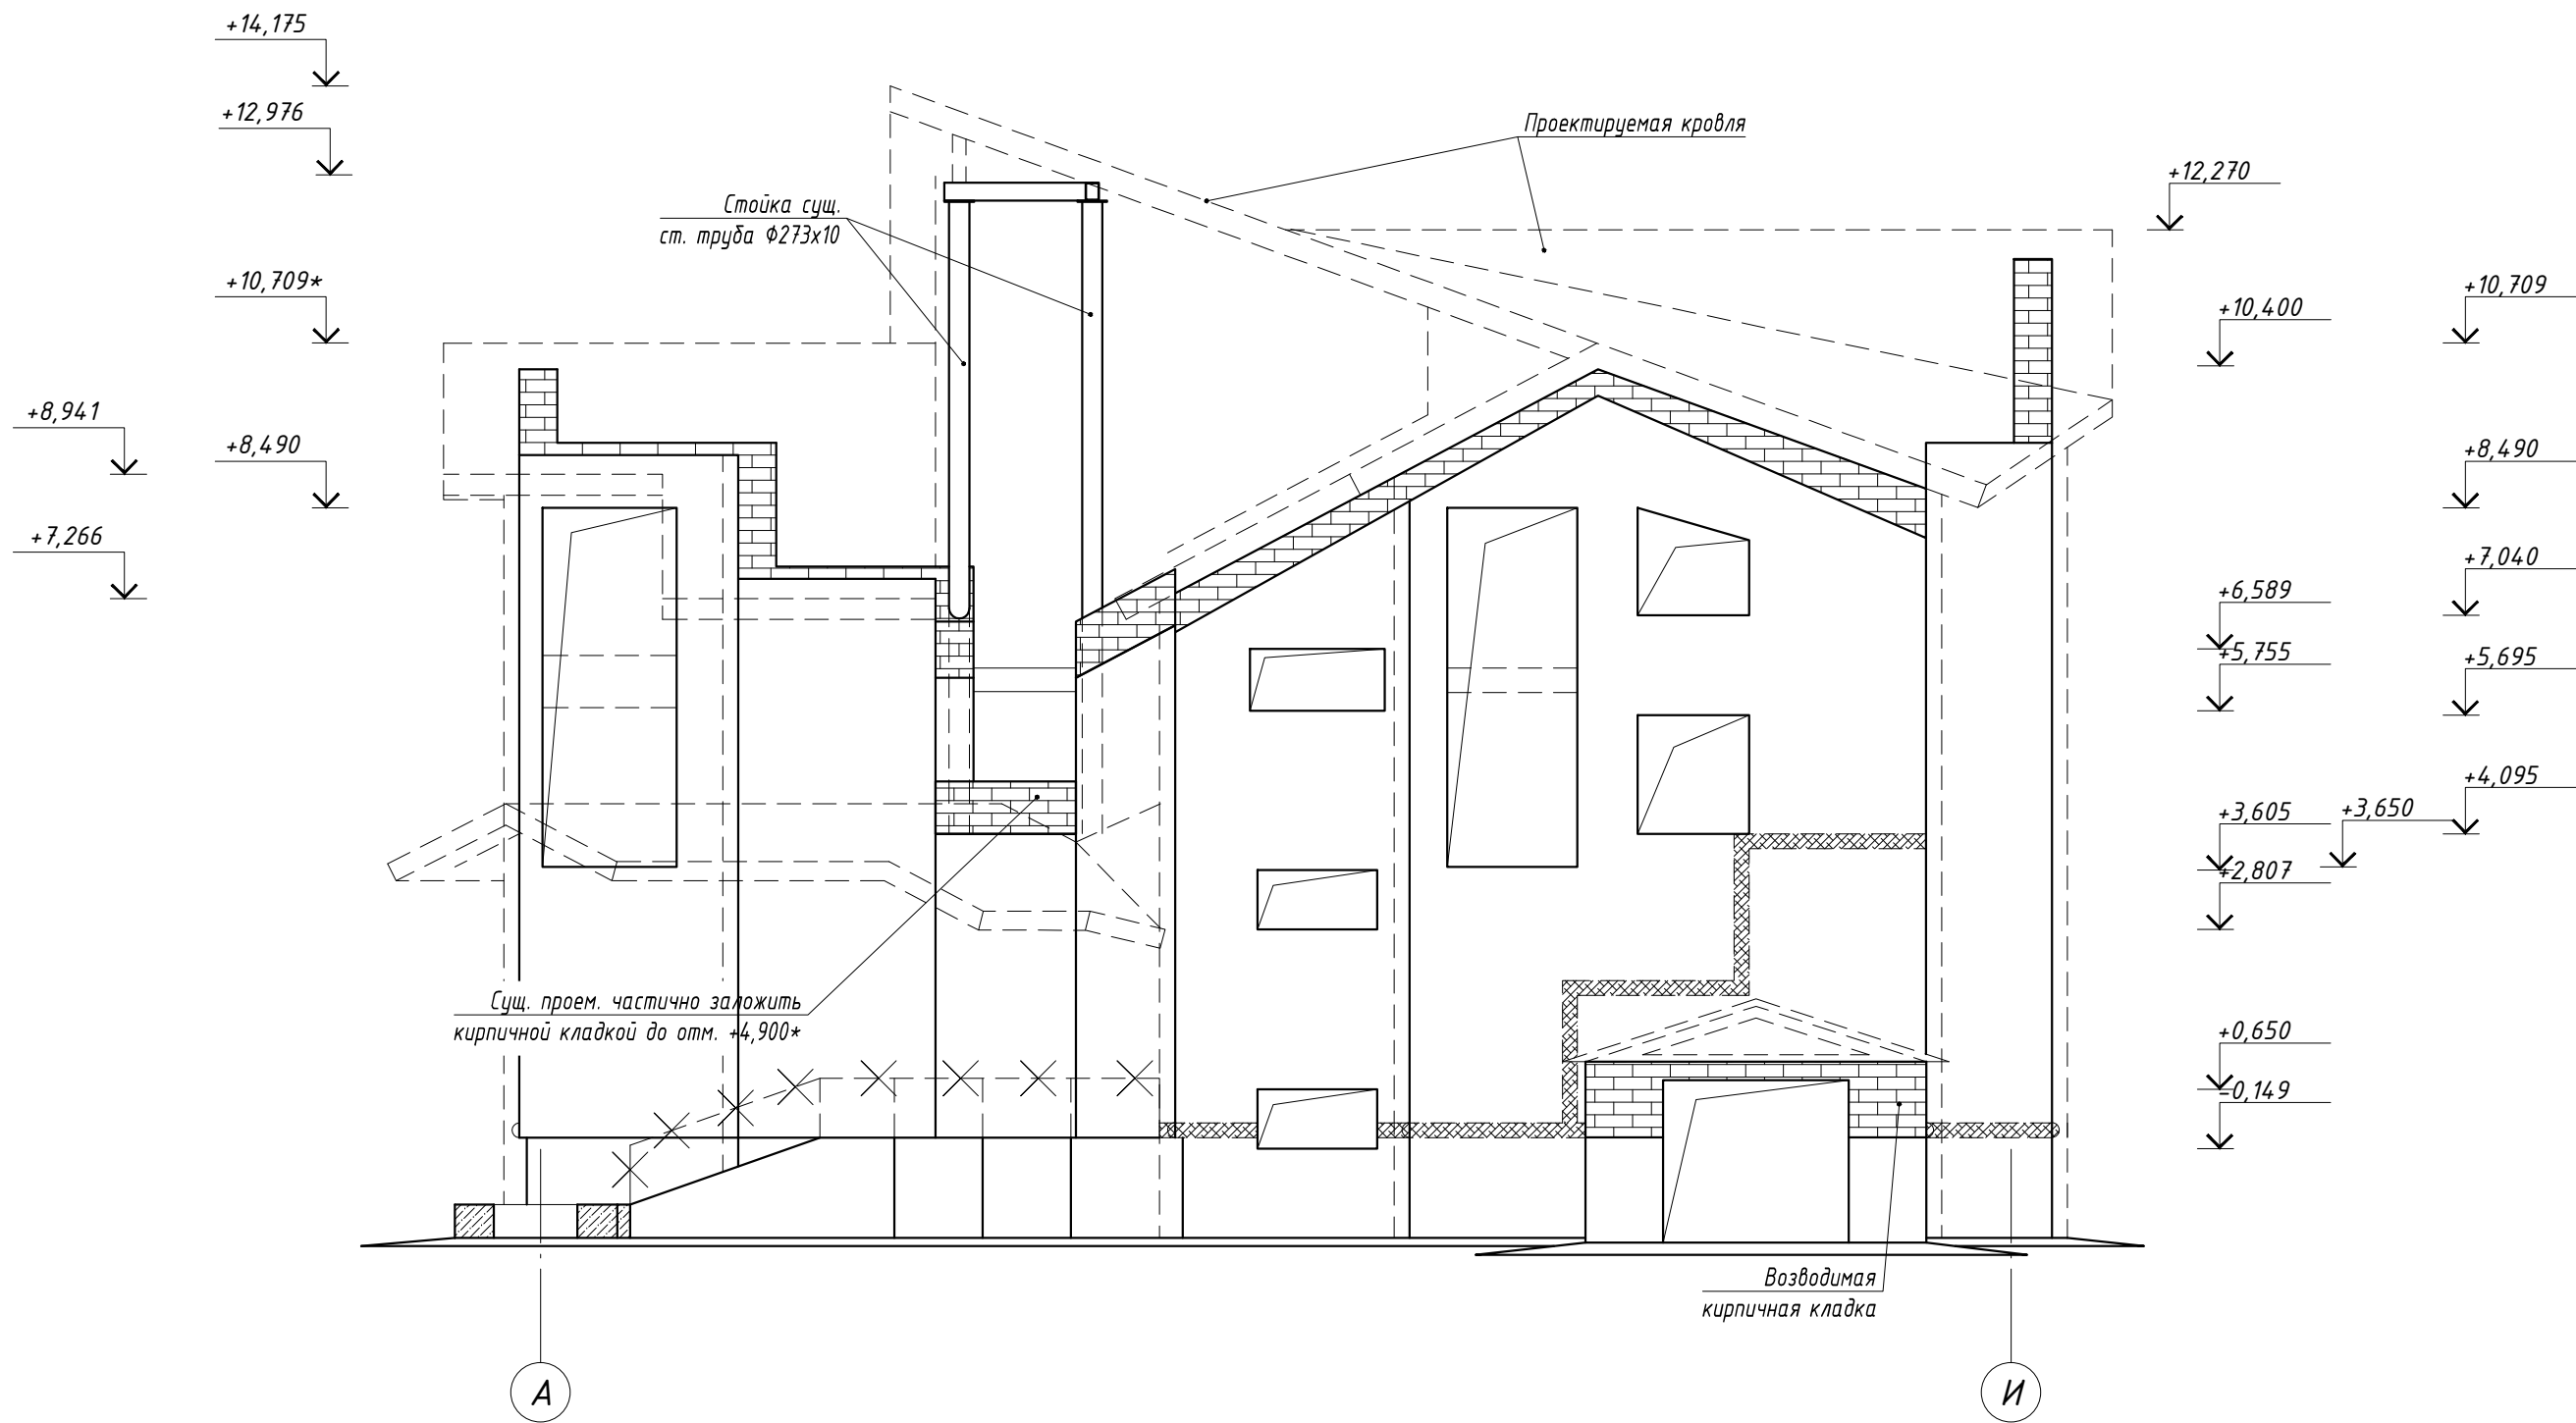 +14,175
+12,976
Проектируемая кровля
+12,270
Стойка сущ.
ст. труба Ф273х10
+10,709*
+10,709
+10,400
+8,941
+8,490
+8,490
+7,266
+7,040
+6,589
+5,755
+5,695
+4,095
+3,605
+3,650
+2,807
Сущ. проем. частично заложить
кирпичной кладкой до отм. +4,900*
+0,650
-0,149
Возводимая
кирпичная кладка
А
И